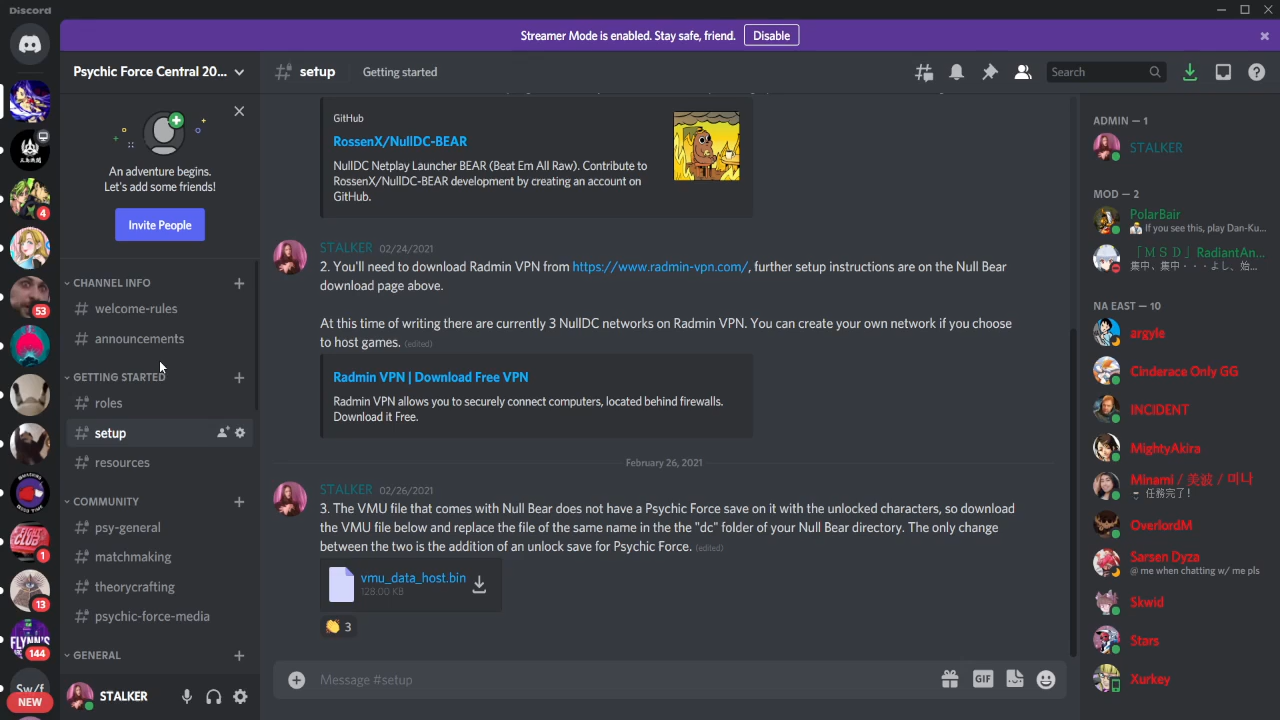 Discord
Streamer Mode is enabled. Stay safe, friend.
Disable
Psychic Force Central 20...
setup
Getting started
Search
An adventure begins.
Let's add some friends!
Invite People
CHANNEL INFO
welcome-rules
announcements
GETTING STARTED
roles
setup
resources
COMMUNITY
psy-general
matchmaking
theorycrafting
psychic-force-media
GENERAL
4
53
1
13
144
Sw/f
NEW
STALKER
GitHub
RossenX/NullDC-BEAR
NullDC Netplay Launcher BEAR (Beat Em All Raw). Contribute to
RossenX/NullDC-BEAR development by creating an account on
GitHub.
STALKER 02/24/2021
2. You'll need to download Radmin VPN from https://www.radmin-vpn.com/, further setup instructions are on the Null Bear
download page above.
At this time of writing there are currently 3 NullDC networks on Radmin VPN. You can create your own network if you choose
to host games. (edited)
Radmin VPN | Download Free VPN
Radmin VPN allows you to securely connect computers, located behind firewalls.
Download it Free.
February 26, 2021
STALKER 02/26/2021
3. The VMU file that comes with Null Bear does not have a Psychic Force save on it with the unlocked characters, so download
the VMU file below and replace the file of the same name in the the "dc" folder of your Null Bear directory. The only change
between the two is the addition of an unlock save for Psychic Force. (edited)
vmu_data_host.bin
128.00 KB
3
Message #setup
GIF
ADMIN — 1
STALKER
MOD — 2
PolarBair
If you see this, play Dan-Ku...
「ＭＳＤ」RadiantAn...
集中、集中・・・よし、始...
NA EAST — 10
argyle
Cinderace Only GG
INCIDENT
MightyAkira
Minami / 美波 / 미나
任務完了!
OverlordM
Sarsen Dyza
@ me when chatting w/ me pls
Skwid
Stars
Xurkey